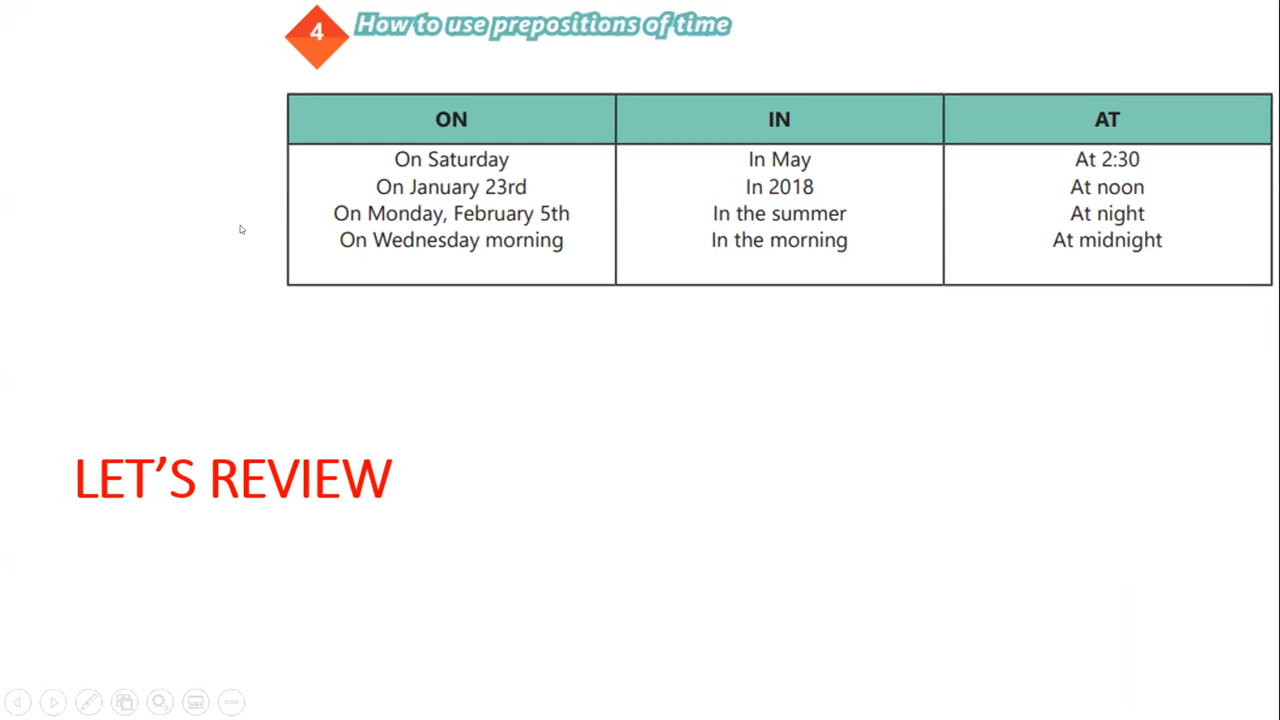 4
How to use prepositions of time
ON IN AT
On Saturday In May At 2:30
On January 23rd In 2018 At noon
On Monday, February 5th In the summer At night
On Wednesday morning In the morning At midnight
LET’S REVIEW